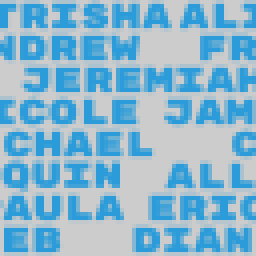 TRISHA ALI
NDREW FR
JEREMIAH
ICOLE JAM
CHAEL C
QUIN ALL
AULA ERIC
EB DIAN